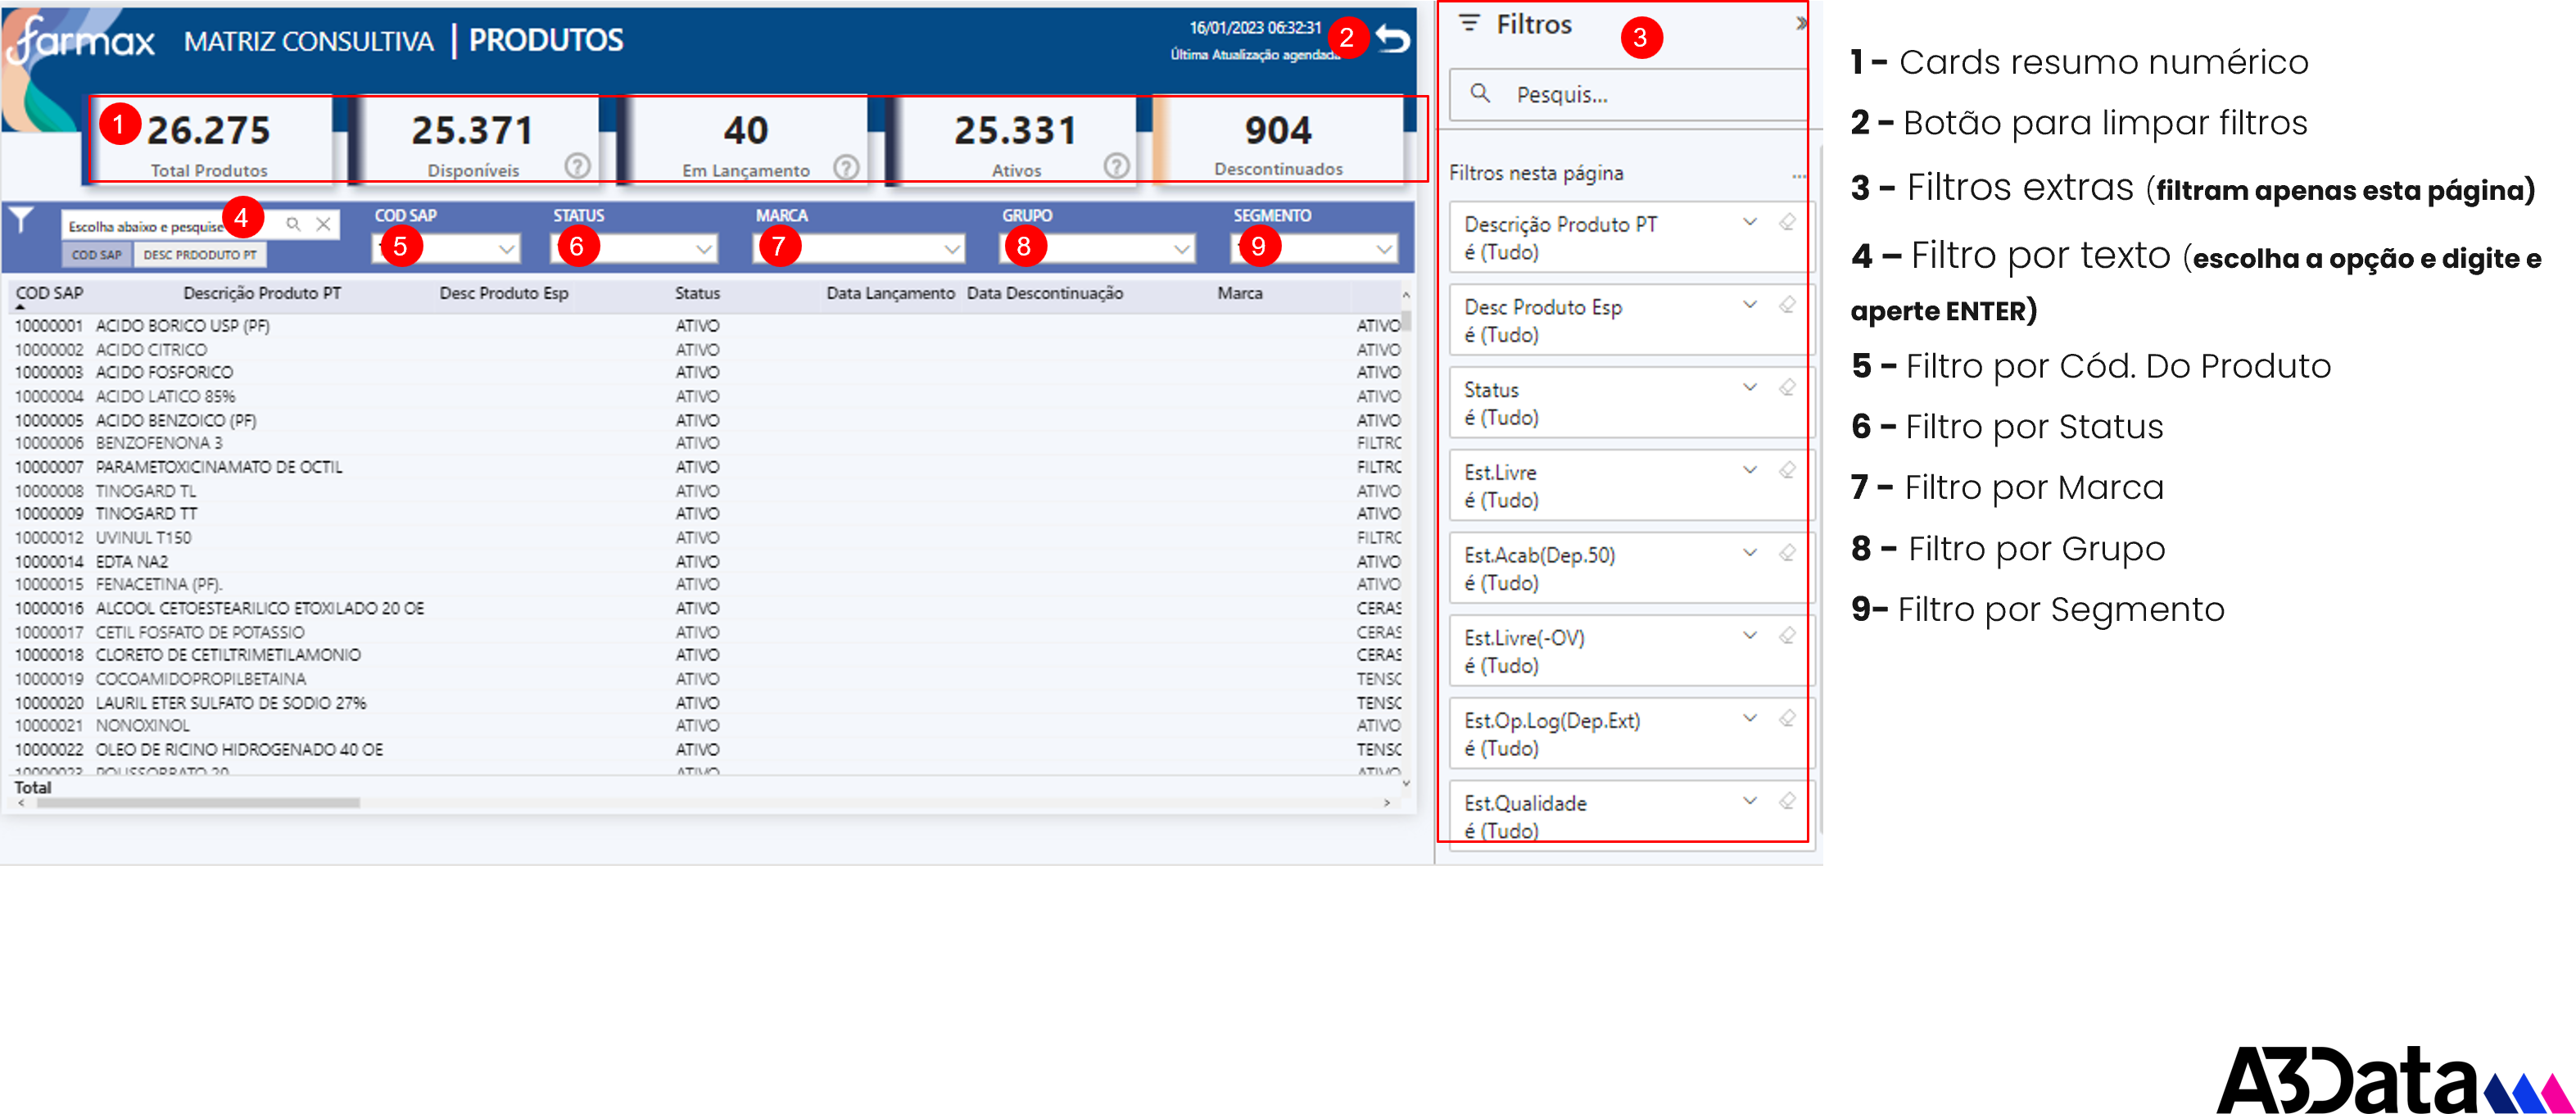 farmax MATRIZ CONSULTIVA | PRODUTOS
16/01/2023 06:32:31
Última Atualização agendada
2
1
26.275
Total Produtos
25.371
Disponíveis
?
40
Em Lançamento
?
25.331
Ativos
?
904
Descontinuados
Escolha abaixo e pesquise
4
COD SAP
DESC PRDODUTO PT
COD SAP
5
STATUS
6
MARCA
7
GRUPO
8
SEGMENTO
9
COD SAP Descrição Produto PT Desc Produto Esp Status Data Lançamento Data Descontinuação Marca
10000001 ACIDO BORICO USP (PF) ATIVO ATIVO
10000002 ACIDO CITRICO ATIVO ATIVO
10000003 ACIDO FOSFORICO ATIVO ATIVO
10000004 ACIDO LATICO 85% ATIVO ATIVO
10000005 ACIDO BENZOICO (PF) ATIVO ATIVO
10000006 BENZOFENONA 3 ATIVO FILTRO
10000007 PARAMETOXICINAMATO DE OCTIL ATIVO FILTRO
10000008 TINOGARD TL ATIVO ATIVO
10000009 TINOGARD TT ATIVO ATIVO
10000012 UVINUL T150 ATIVO FILTRO
10000014 EDTA NA2 ATIVO ATIVO
10000015 FENACETINA (PF). ATIVO ATIVO
10000016 ALCOOL CETOESTEARILICO ETOXILADO 20 OE ATIVO CERAS
10000017 CETIL FOSFATO DE POTASSIO ATIVO CERAS
10000018 CLORETO DE CETILTRIMETILAMONIO ATIVO CERAS
10000019 COCOAMIDOPROPILBETAINA ATIVO TENSO
10000020 LAURIL ETER SULFATO DE SODIO 27% ATIVO TENSO
10000021 NONOXINOL ATIVO ATIVO
10000022 OLEO DE RICINO HIDROGENADO 40 OE ATIVO TENSO
10000023 POLISSORBATO 20 ATIVO ATIVO
Total
Filtros
3
Pesquis...
Filtros nesta página ...
Descrição Produto PT
é (Tudo)
Desc Produto Esp
é (Tudo)
Status
é (Tudo)
Est.Livre
é (Tudo)
Est.Acab(Dep.50)
é (Tudo)
Est.Livre(-OV)
é (Tudo)
Est.Op.Log(Dep.Ext)
é (Tudo)
Est.Qualidade
é (Tudo)
1 - Cards resumo numérico
2 - Botão para limpar filtros
3 - Filtros extras (filtram apenas esta página)
4 – Filtro por texto (escolha a opção e digite e
aperte ENTER)
5 - Filtro por Cód. Do Produto
6 - Filtro por Status
7 - Filtro por Marca
8 - Filtro por Grupo
9- Filtro por Segmento
A3Data